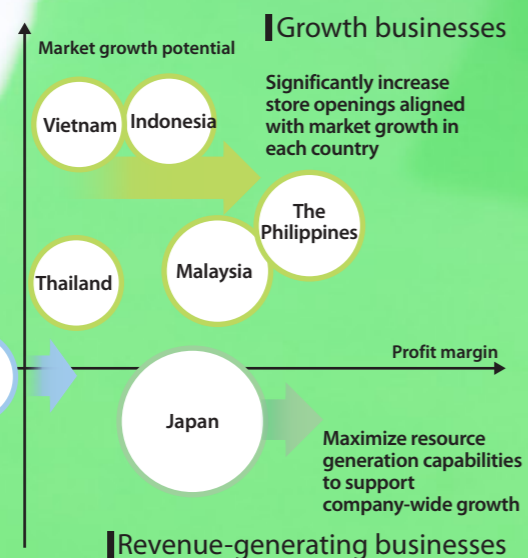 Growth businesses
Market growth potential
Significantly increase
store openings aligned
with market growth in
each country
Vietnam
Indonesia
The
Philippines
Malaysia
Thailand
Profit margin
Japan
Maximize resource
generation capabilities
to support
company-wide growth
Revenue-generating businesses